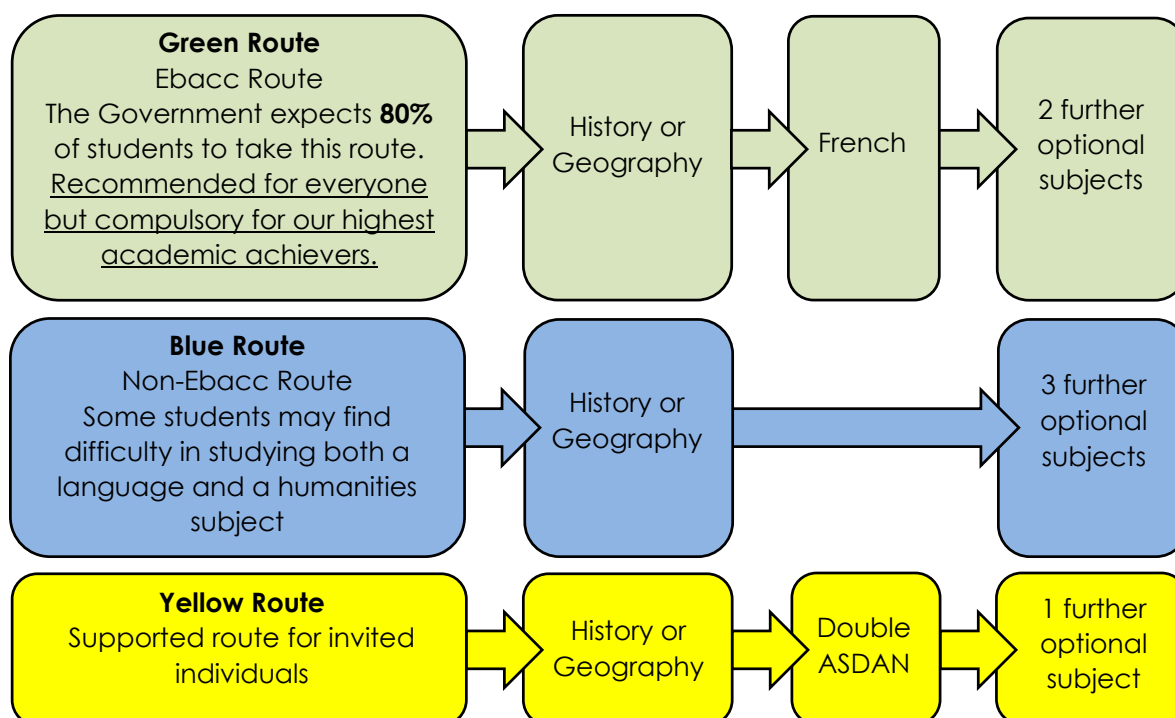 Green Route
Ebacc Route
The Government expects 80%
of students to take this route.
Recommended for everyone
but compulsory for our highest
academic achievers.
History or
Geography
French
2 further
optional
subjects
Blue Route
Non-Ebacc Route
Some students may find
difficulty in studying both a
language and a humanities
subject
History or
Geography
3 further
optional
subjects
Yellow Route
Supported route for invited
individuals
History or
Geography
Double
ASDAN
1 further
optional
subject